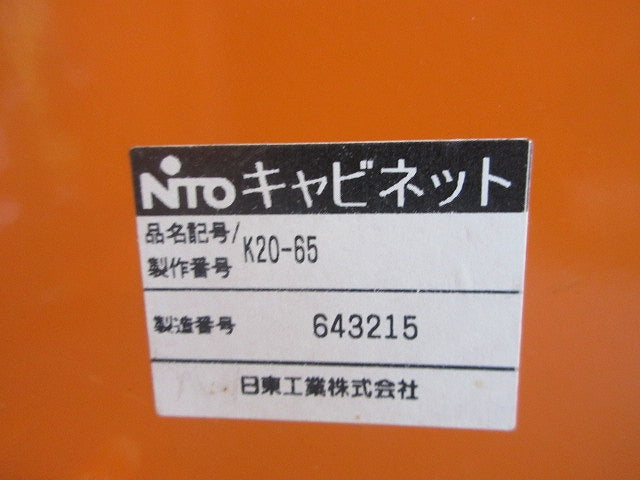 NITO キャビネット
品名記号/
製作番号 K20-65
製造番号 643215
日東工業株式会社